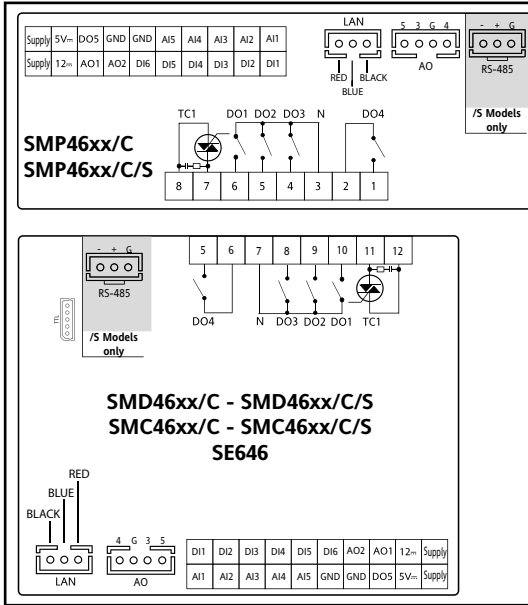 LAN
5 3 G 4
- + G
Supply 5V⎓ DO5 GND GND AI5 AI4 AI3 AI2 AI1
Supply 12⎓ AO1 AO2 DI6 DI5 DI4 DI3 DI2 DI1
RED BLACK
BLUE
AO
RS-485
/S Models
only
TC1 DO1 DO2 DO3 N DO4
SMP46xx/C
SMP46xx/C/S
8 7 6 5 4 3 2 1
- + G
RS-485
TTL
/S Models
only
5 6 7 8 9 10 11 12
DO4 N DO3 DO2 DO1 TC1
SMD46xx/C - SMD46xx/C/S
SMC46xx/C - SMC46xx/C/S
SE646
RED
BLUE
BLACK
LAN
4 G 3 5
AO
DI1 DI2 DI3 DI4 DI5 DI6 AO2 AO1 12⎓ Supply
AI1 AI2 AI3 AI4 AI5 GND GND DO5 5V⎓ Supply